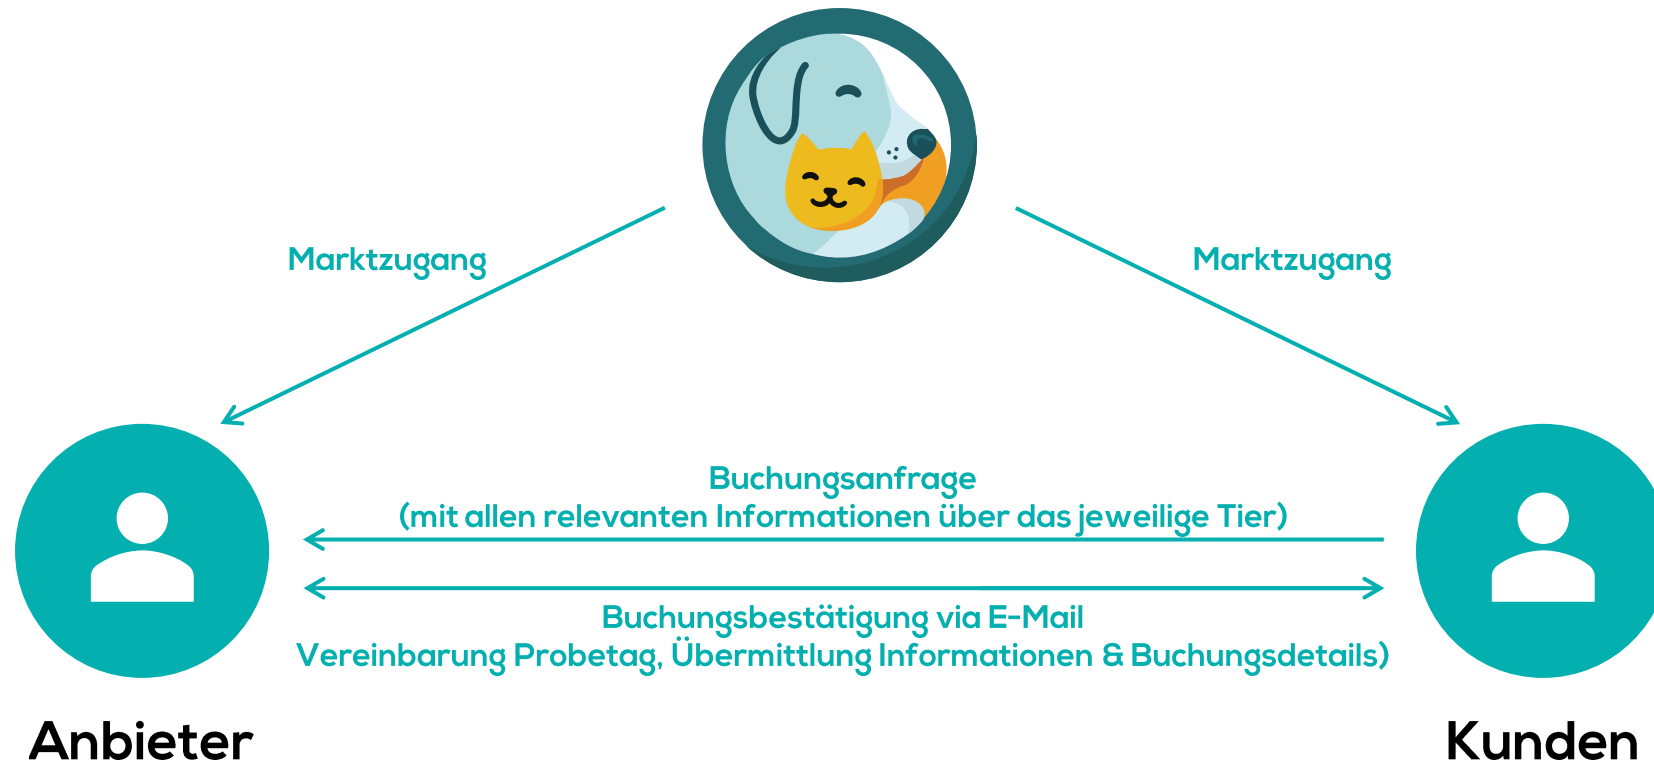 Marktzugang
Marktzugang
Buchungsanfrage
(mit allen relevanten Informationen über das jeweilige Tier)
Buchungsbestätigung via E-Mail
Vereinbarung Probetag, Übermittlung Informationen & Buchungsdetails)
Anbieter
Kunden